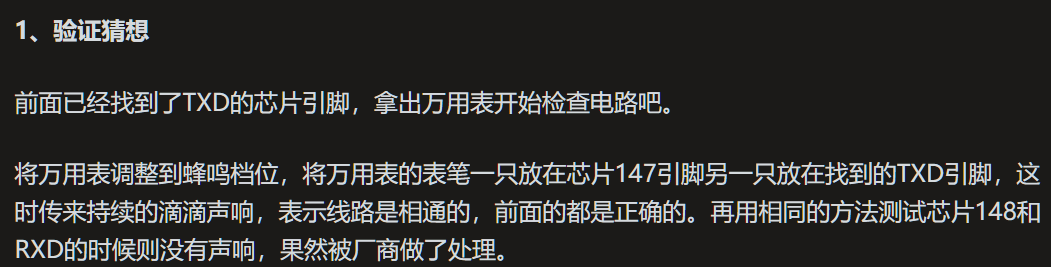 1、验证猜想
前面已经找到了TXD的芯片引脚，拿出万用表开始检查电路吧。
将万用表调整到蜂鸣档位，将万用表的表笔一只放在芯片147引脚另一只放在找到的TXD引脚，这
时传来持续的滴滴声响，表示线路是相通的，前面的都是正确的。再用相同的方法测试芯片148和
RXD的时候则没有声响，果然被厂商做了处理。